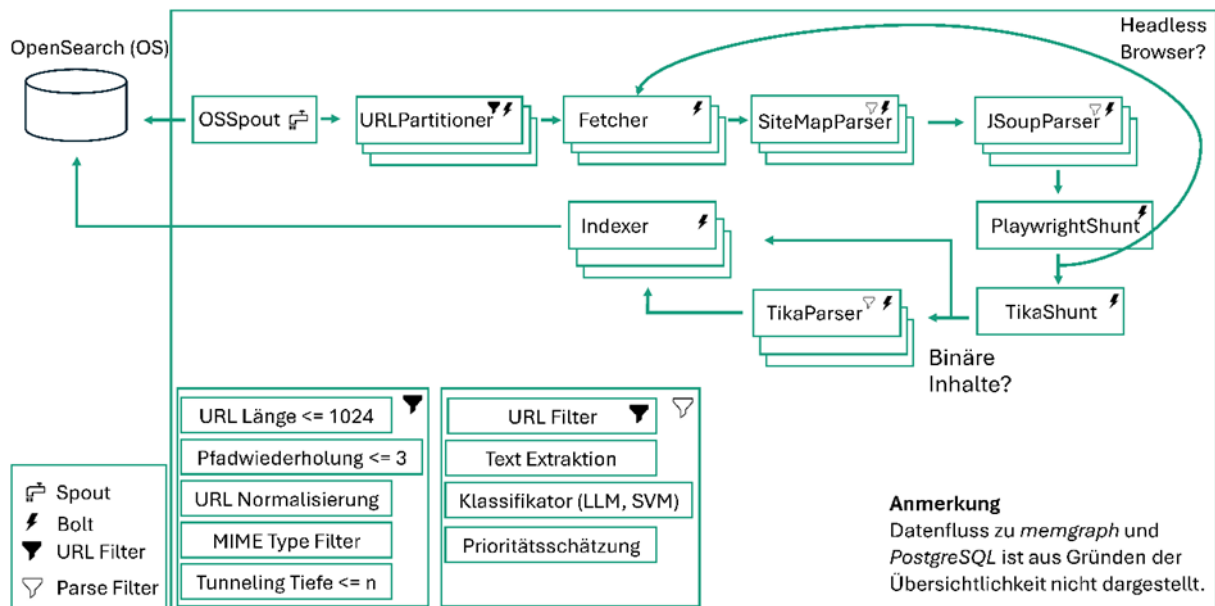 OpenSearch (OS)
Headless
Browser?
OSSpout
URLPartitioner
Fetcher
SiteMapParser
JSoupParser
Indexer
PlaywrightShunt
TikaParser
TikaShunt
Binäre
Inhalte?
URL Länge <= 1024
Pfadwiederholung <= 3
URL Normalisierung
MIME Type Filter
Tunneling Tiefe <= n
URL Filter
Text Extraktion
Klassifikator (LLM, SVM)
Prioritätsschätzung
Spout
Bolt
URL Filter
Parse Filter
Anmerkung
Datenfluss zu memgraph und
PostgreSQL ist aus Gründen der
Übersichtlichkeit nicht dargestellt.